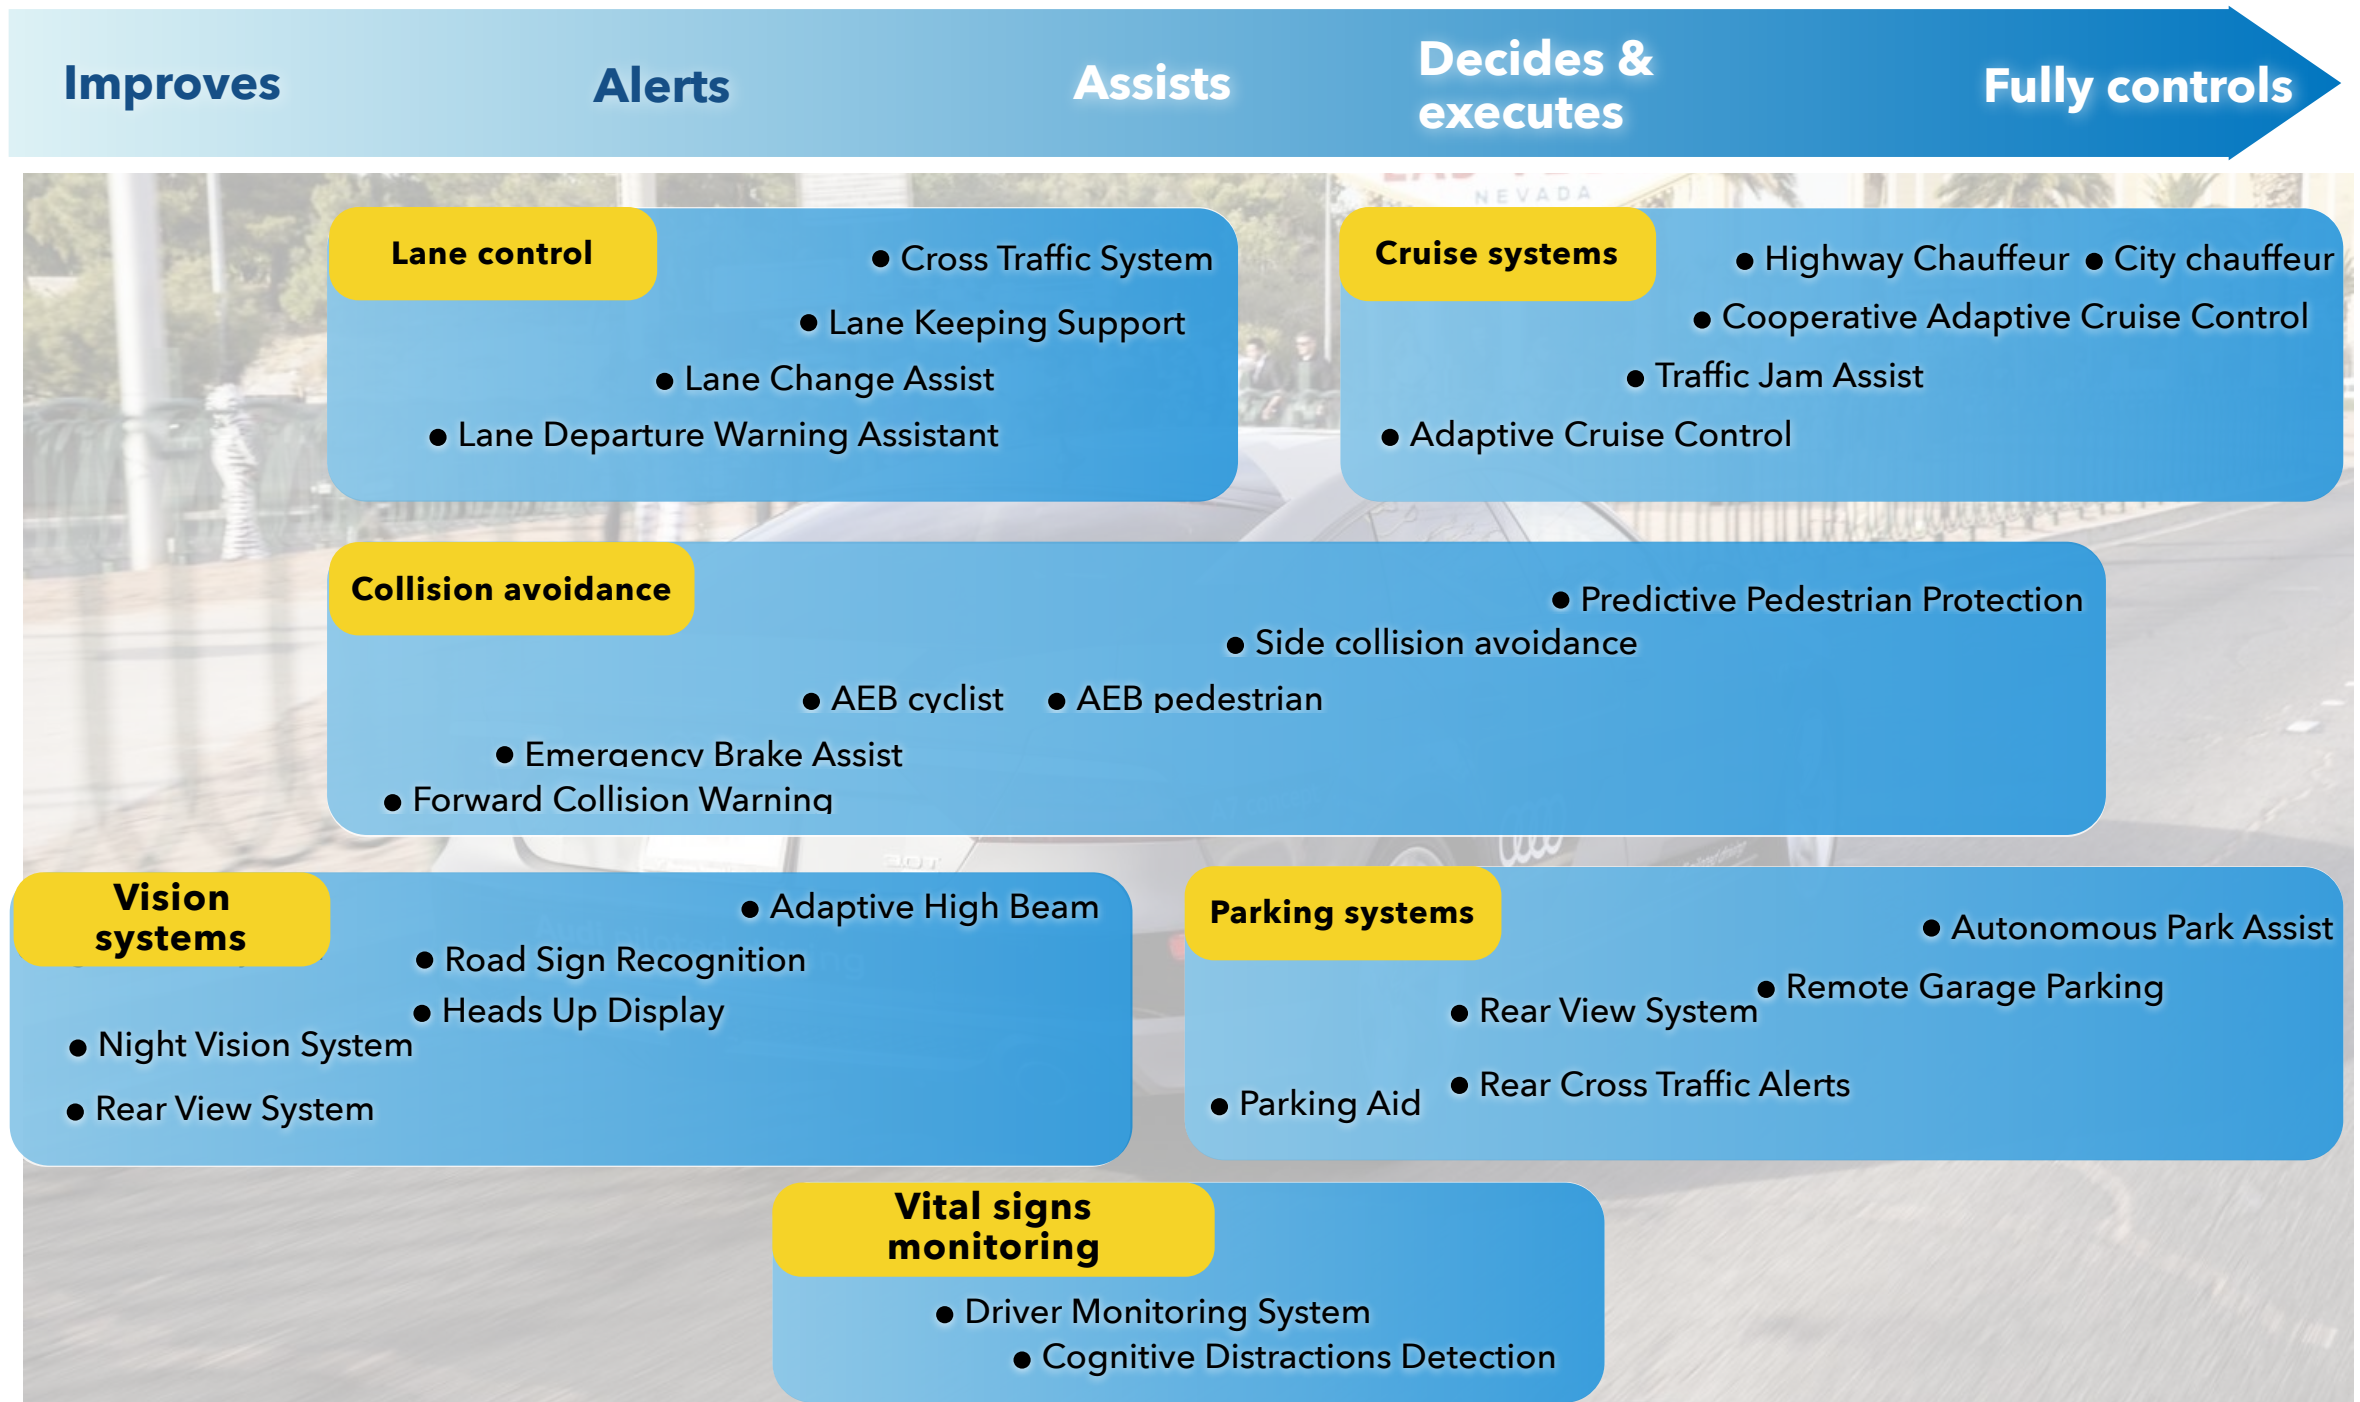 Improves
Alerts
Assists
Decides &
executes
Fully controls
NEVADA
Lane control
• Cross Traffic System
• Lane Keeping Support
• Lane Change Assist
• Lane Departure Warning Assistant
Cruise systems
• Highway Chauffeur • City chauffeur
• Cooperative Adaptive Cruise Control
• Traffic Jam Assist
• Adaptive Cruise Control
Collision avoidance
• Predictive Pedestrian Protection
• Side collision avoidance
• AEB cyclist • AEB pedestrian
• Emergency Brake Assist
• Forward Collision Warning
3.0T
Vision
systems
• Adaptive High Beam
• Road Sign Recognition
• Heads Up Display
• Night Vision System
• Rear View System
Parking systems
• Autonomous Park Assist
• Remote Garage Parking
• Rear View System
• Rear Cross Traffic Alerts
• Parking Aid
Vital signs
monitoring
• Driver Monitoring System
• Cognitive Distractions Detection